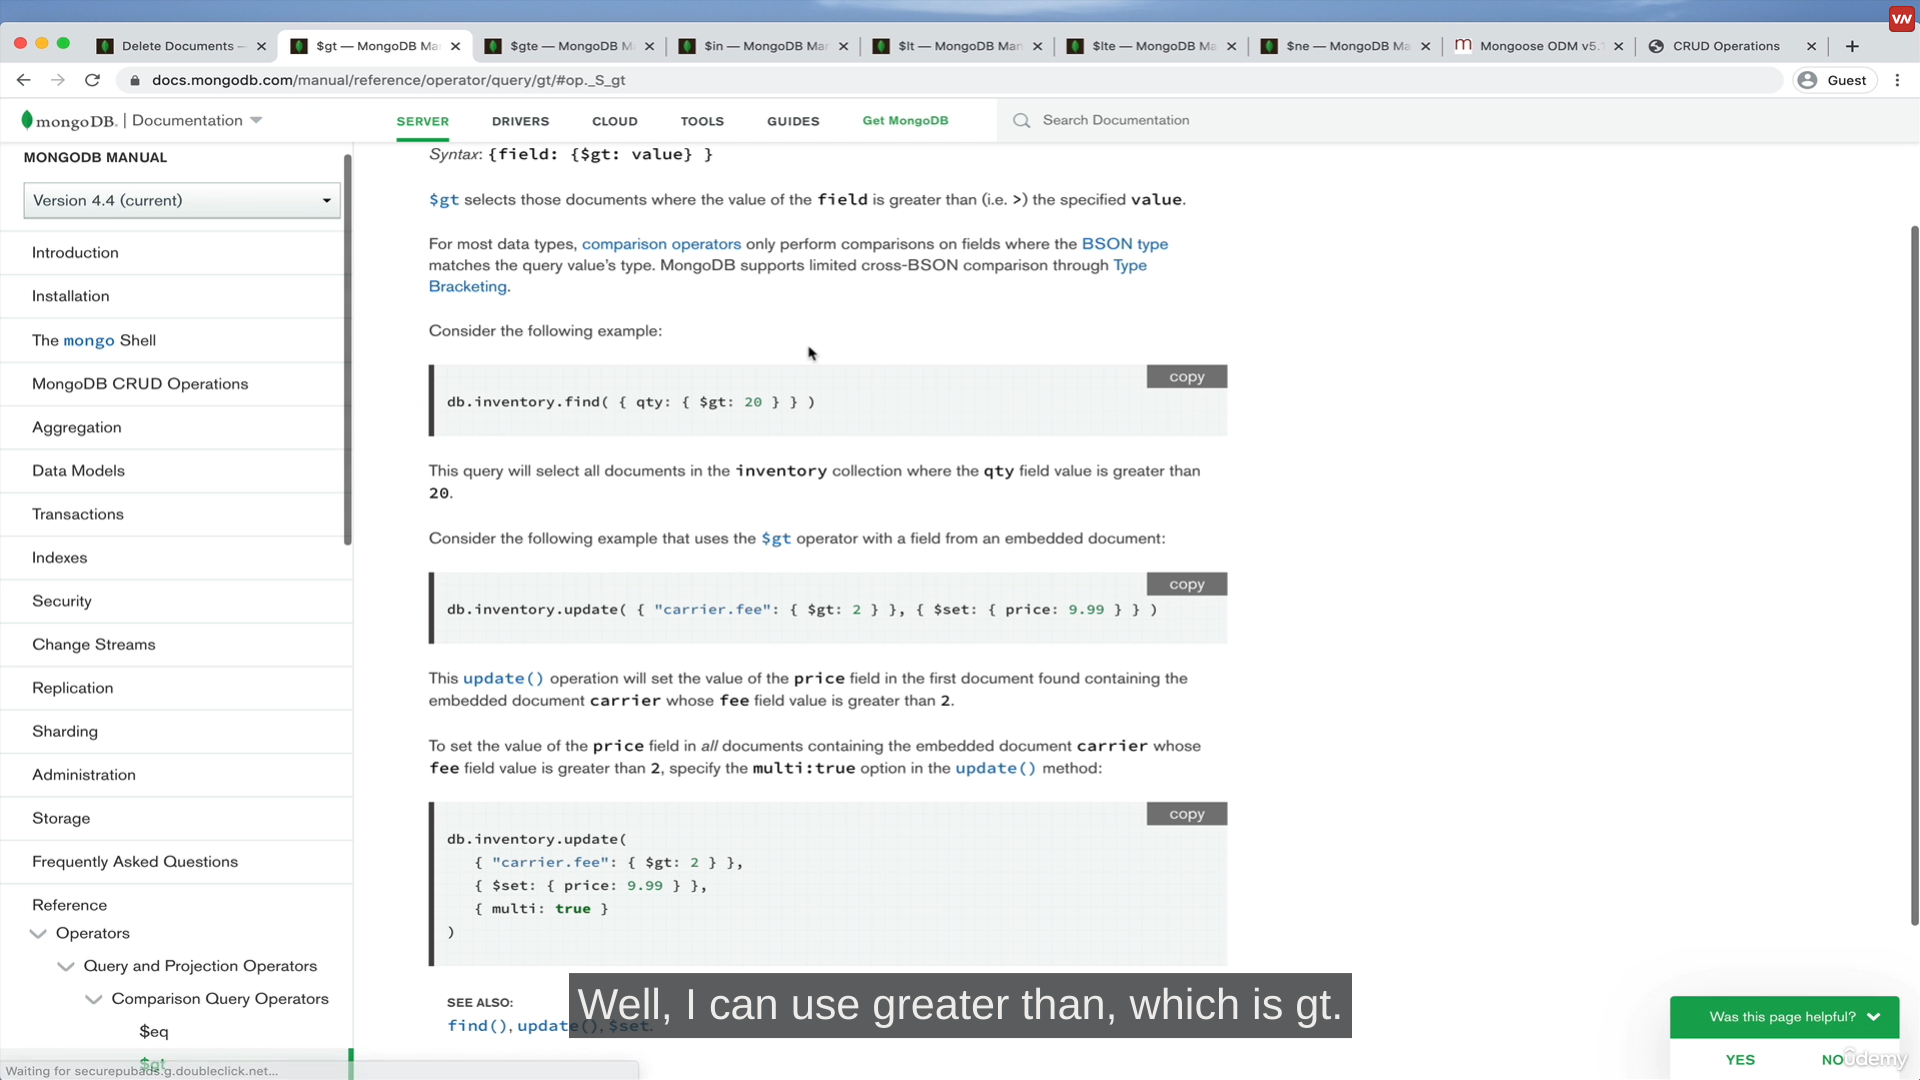 VN
Delete Documents —
$gt — MongoDB Ma
$gte — MongoDB M
$in — MongoDB Man
$lt — MongoDB Man
$lte — MongoDB Ma
$ne — MongoDB Ma
Mongoose ODM v5.
CRUD Operations
docs.mongodb.com/manual/reference/operator/query/gt/#op._S_gt
Guest
mongoDB. | Documentation
SERVER
DRIVERS
CLOUD
TOOLS
GUIDES
Get MongoDB
Search Documentation
MONGODB MANUAL
Version 4.4 (current)
Introduction
Installation
The mongo Shell
MongoDB CRUD Operations
Aggregation
Data Models
Transactions
Indexes
Security
Change Streams
Replication
Sharding
Administration
Storage
Frequently Asked Questions
Reference
Operators
Query and Projection Operators
Comparison Query Operators
$eq
$gt
Waiting for securepubads.g.doubleclick.net...
Syntax: {field: {$gt: value} }
$gt selects those documents where the value of the field is greater than (i.e. >) the specified value.
For most data types, comparison operators only perform comparisons on fields where the BSON type
matches the query value's type. MongoDB supports limited cross-BSON comparison through Type
Bracketing.
Consider the following example:
copy
db.inventory.find( { qty: { $gt: 20 } } )
This query will select all documents in the inventory collection where the qty field value is greater than
20.
Consider the following example that uses the $gt operator with a field from an embedded document:
copy
db.inventory.update( { "carrier.fee": { $gt: 2 } }, { $set: { price: 9.99 } } )
This update() operation will set the value of the price field in the first document found containing the
embedded document carrier whose fee field value is greater than 2.
To set the value of the price field in all documents containing the embedded document carrier whose
fee field value is greater than 2, specify the multi:true option in the update() method:
copy
db.inventory.update(
{ "carrier.fee": { $gt: 2 } },
{ $set: { price: 9.99 } },
{ multi: true }
)
SEE ALSO:
find(), update(), $set.
Well, I can use greater than, which is gt.
Was this page helpful?
YES
NO
ûdemy